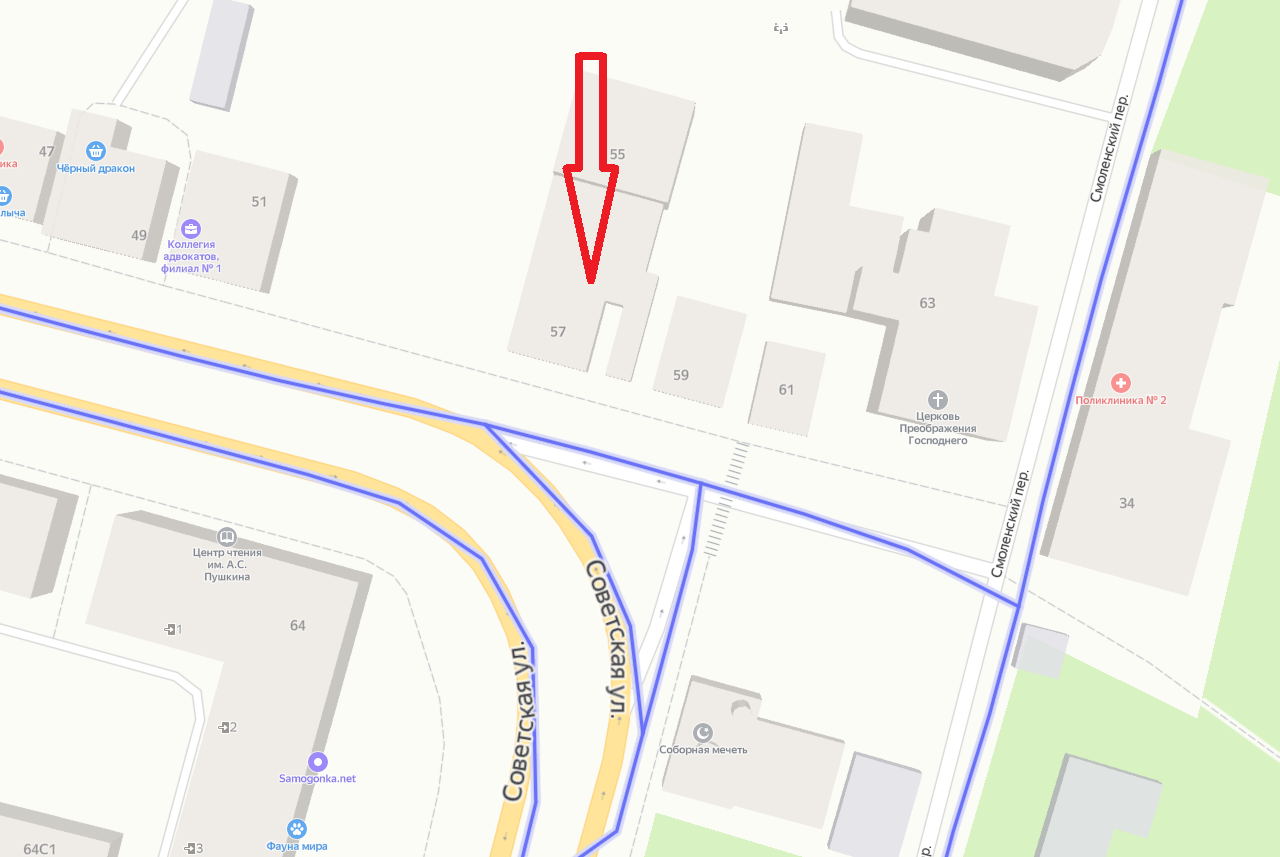 Смоленский пер.
55
47
ика
Чёрный дракон
лыча
51
49
Коллегия
адвокатов,
филиал № 1
57
59
61
63
Церковь
Преображения
Господнего
Поликлиника № 2
34
Смоленский пер.
Центр чтения
им. А.С.
Пушкина
64
1
2
3
Советская ул.
Советская ул.
Соборная мечеть
Samogonka.net
Фауна мира
64С1
р.